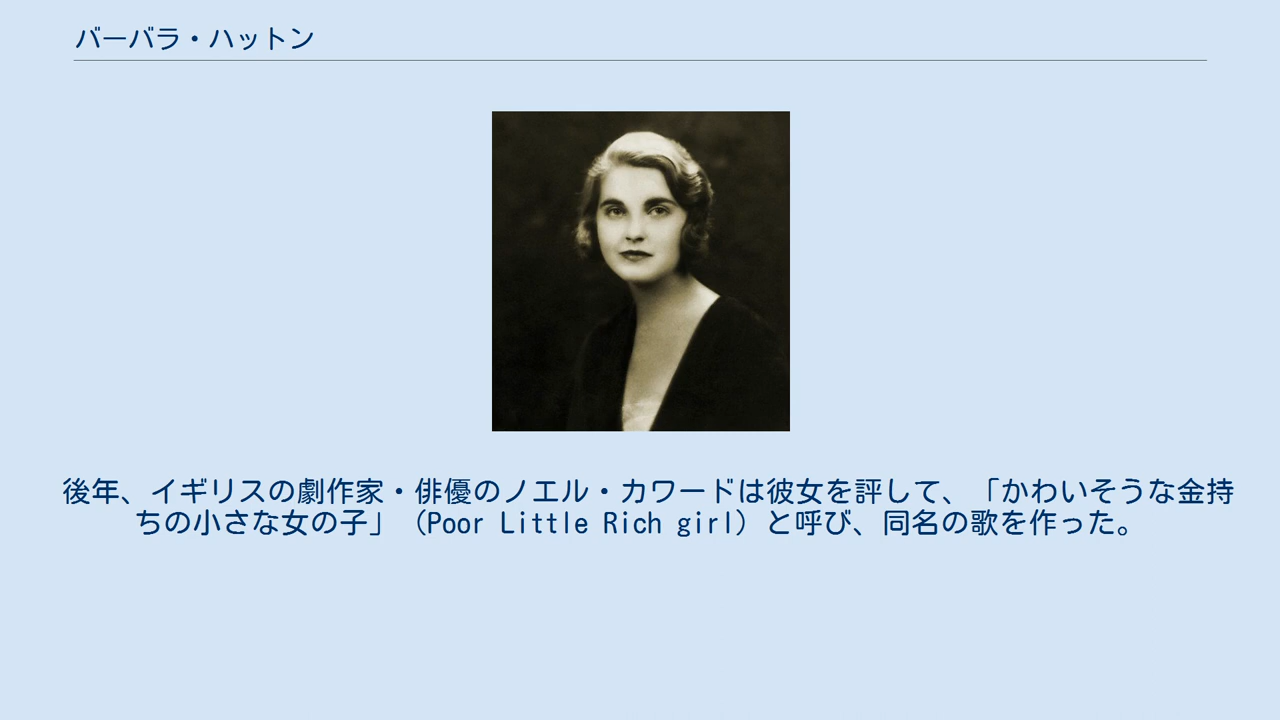 バーバラ・ハットン
後年、イギリスの劇作家・俳優のノエル・カワードは彼女を評して、「かわいそうな金持
ちの小さな女の子」（Poor Little Rich girl）と呼び、同名の歌を作った。